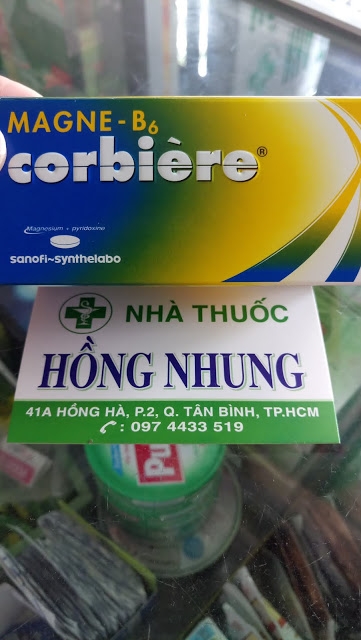 MAGNE - B6
corbière®
Magnesium + pyridoxine
sanofi~synthelabo
NHÀ THUỐC
HỒNG NHUNG
41A HỒNG HÀ, P.2, Q. TÂN BÌNH, TP.HCM
: 097 4433 519
Pu